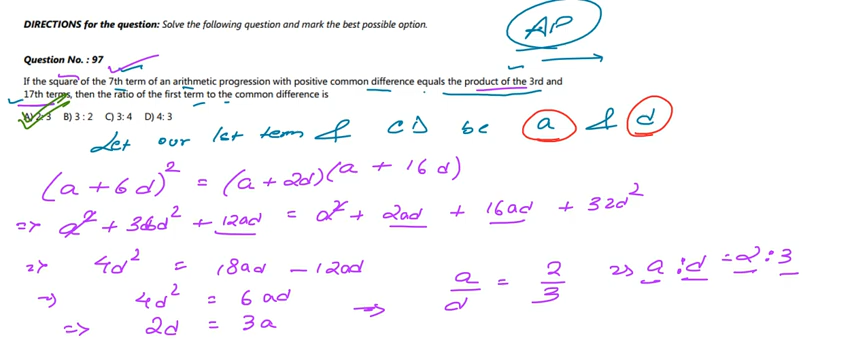 DIRECTIONS for the question: Solve the following question and mark the best possible option.
AP
Question No. : 97
If the square of the 7th term of an arithmetic progression with positive common difference equals the product of the 3rd and
17th terms, then the ratio of the first term to the common difference is
A) 2: 3 B) 3 : 2 C) 3: 4 D) 4: 3
Let our 1st term & CD be a & d
(a + 6d)² = (a + 2d)(a + 16d)
=> a² + 36d² + 12ad = a² + 2ad + 16ad + 32d²
=> 4d² = 18ad - 12ad
=> 4d² = 6ad
=> 2d = 3a
=> a/d = 2/3 => a : d = 2 : 3